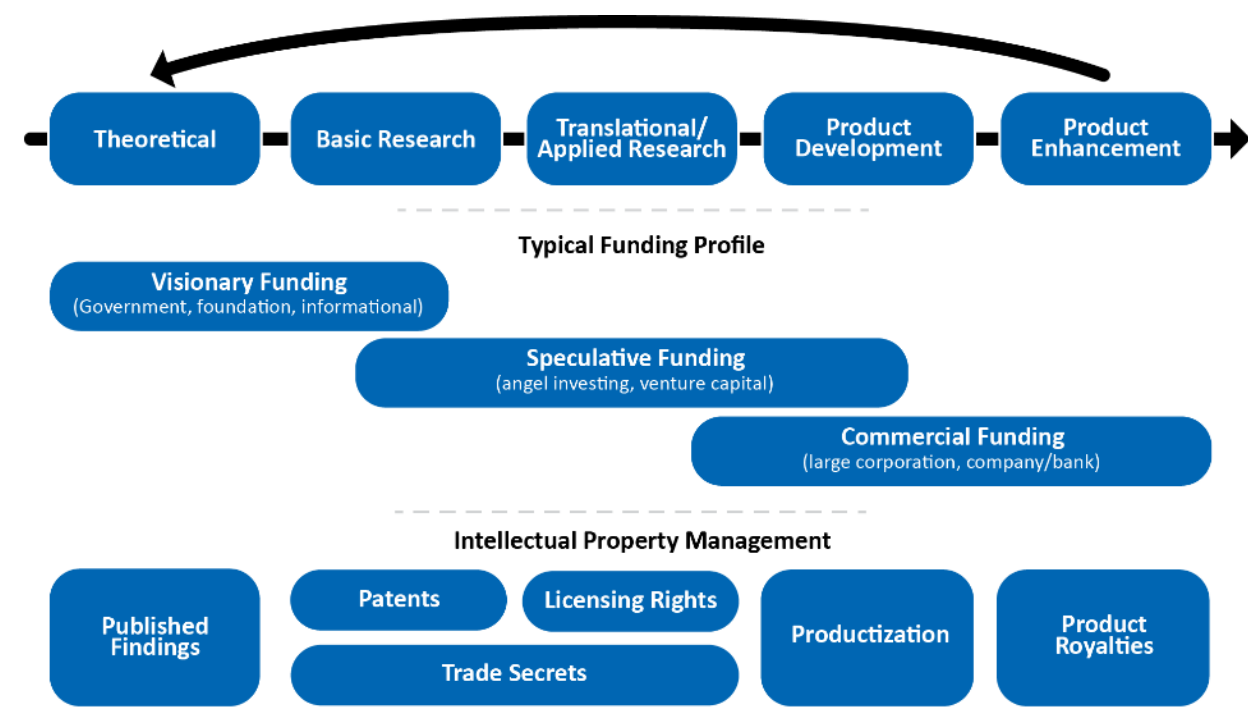 Theoretical
Basic Research
Translational/
Applied Research
Product
Development
Product
Enhancement
Typical Funding Profile
Visionary Funding
(Government, foundation, informational)
Speculative Funding
(angel investing, venture capital)
Commercial Funding
(large corporation, company/bank)
Intellectual Property Management
Published
Findings
Patents
Licensing Rights
Trade Secrets
Productization
Product
Royalties